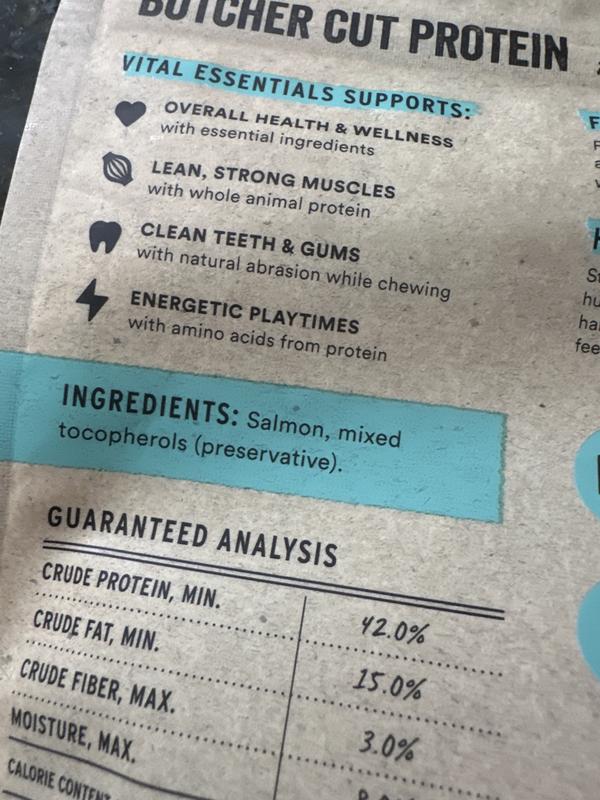 BUTCHER CUT PROTEIN
VITAL ESSENTIALS SUPPORTS:
OVERALL HEALTH & WELLNESS
with essential ingredients
LEAN, STRONG MUSCLES
with whole animal protein
CLEAN TEETH & GUMS
with natural abrasion while chewing
ENERGETIC PLAYTIMES
with amino acids from protein
INGREDIENTS: Salmon, mixed
tocopherols (preservative).
GUARANTEED ANALYSIS
CRUDE PROTEIN, MIN. 42.0%
CRUDE FAT, MIN. 15.0%
CRUDE FIBER, MAX. 3.0%
MOISTURE, MAX.
CALORIE CONTENT